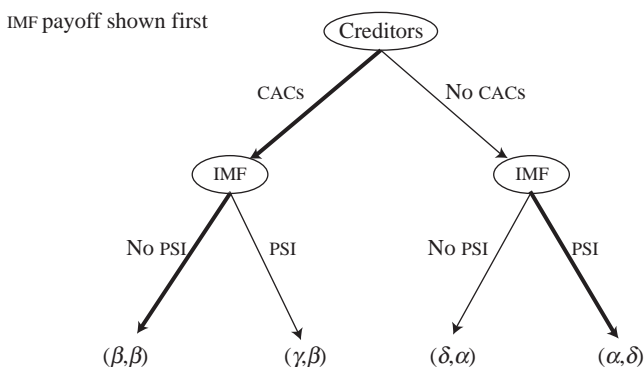 IMF payoff shown first
Creditors
CACs
No CACs
IMF
IMF
No PSI
PSI
No PSI
PSI
(β,β)
(γ,β)
(δ,α)
(α,δ)